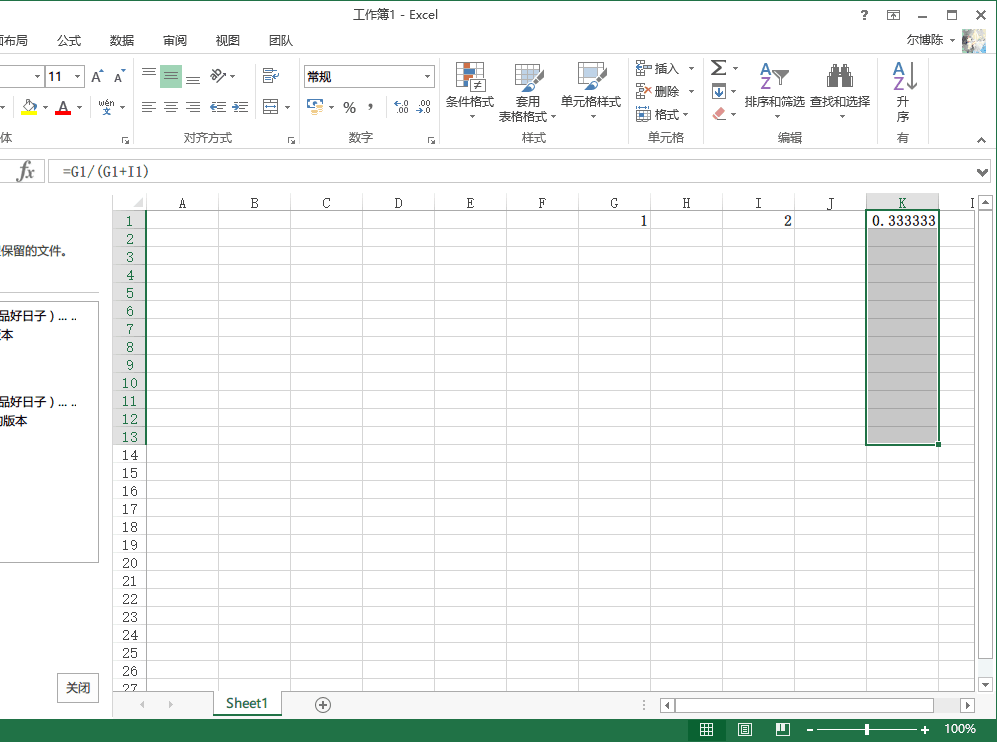 工作簿1 - Excel
页布局 公式 数据 审阅 视图 团队
尔博陈
11 A A 常规
插入 Σ
条件格式 套用 表格格式 单元格样式
删除
排序和筛选 查找和选择
升序
A wén 文 % , .00 .0
格式
体 对齐方式 数字 样式 单元格 编辑 有
fx =G1/(G1+I1)
A B C D E F G H I J K
1 1 2 0.333333
2
保留的文件。
3
4
5
6
品好日子）... ..
7
本
8
9
10
11
品好日子）... ..
12
的版本
13
14
15
16
17
18
19
20
21
22
23
24
25
26
27
关闭
Sheet1
100%